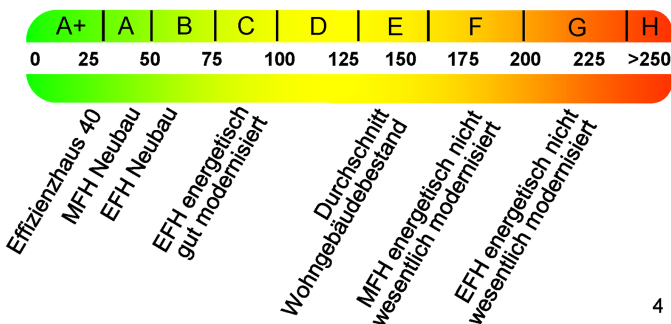 A+ A B C D E F G H
0 25 50 75 100 125 150 175 200 225 >250
Effizienzhaus 40
MFH Neubau
EFH Neubau
EFH energetisch
gut modernisiert
Durchschnitt
Wohngebäudebestand
MFH energetisch nicht
wesentlich modernisiert
EFH energetisch nicht
wesentlich modernisiert
4